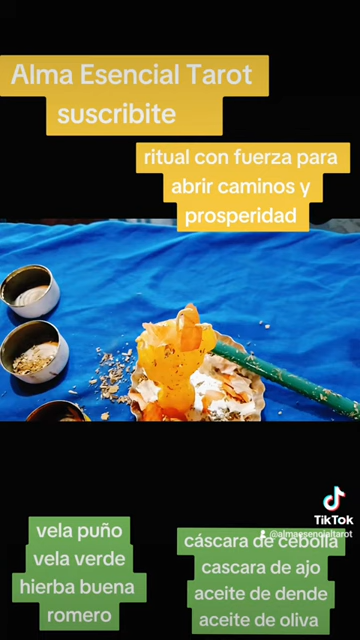 Alma Esencial Tarot
suscribite
ritual con fuerza para
abrir caminos y
prosperidad
TikTok
@almaesencialtarot
vela puño
vela verde
hierba buena
romero
cáscara de cebolla
cascara de ajo
aceite de dende
aceite de oliva